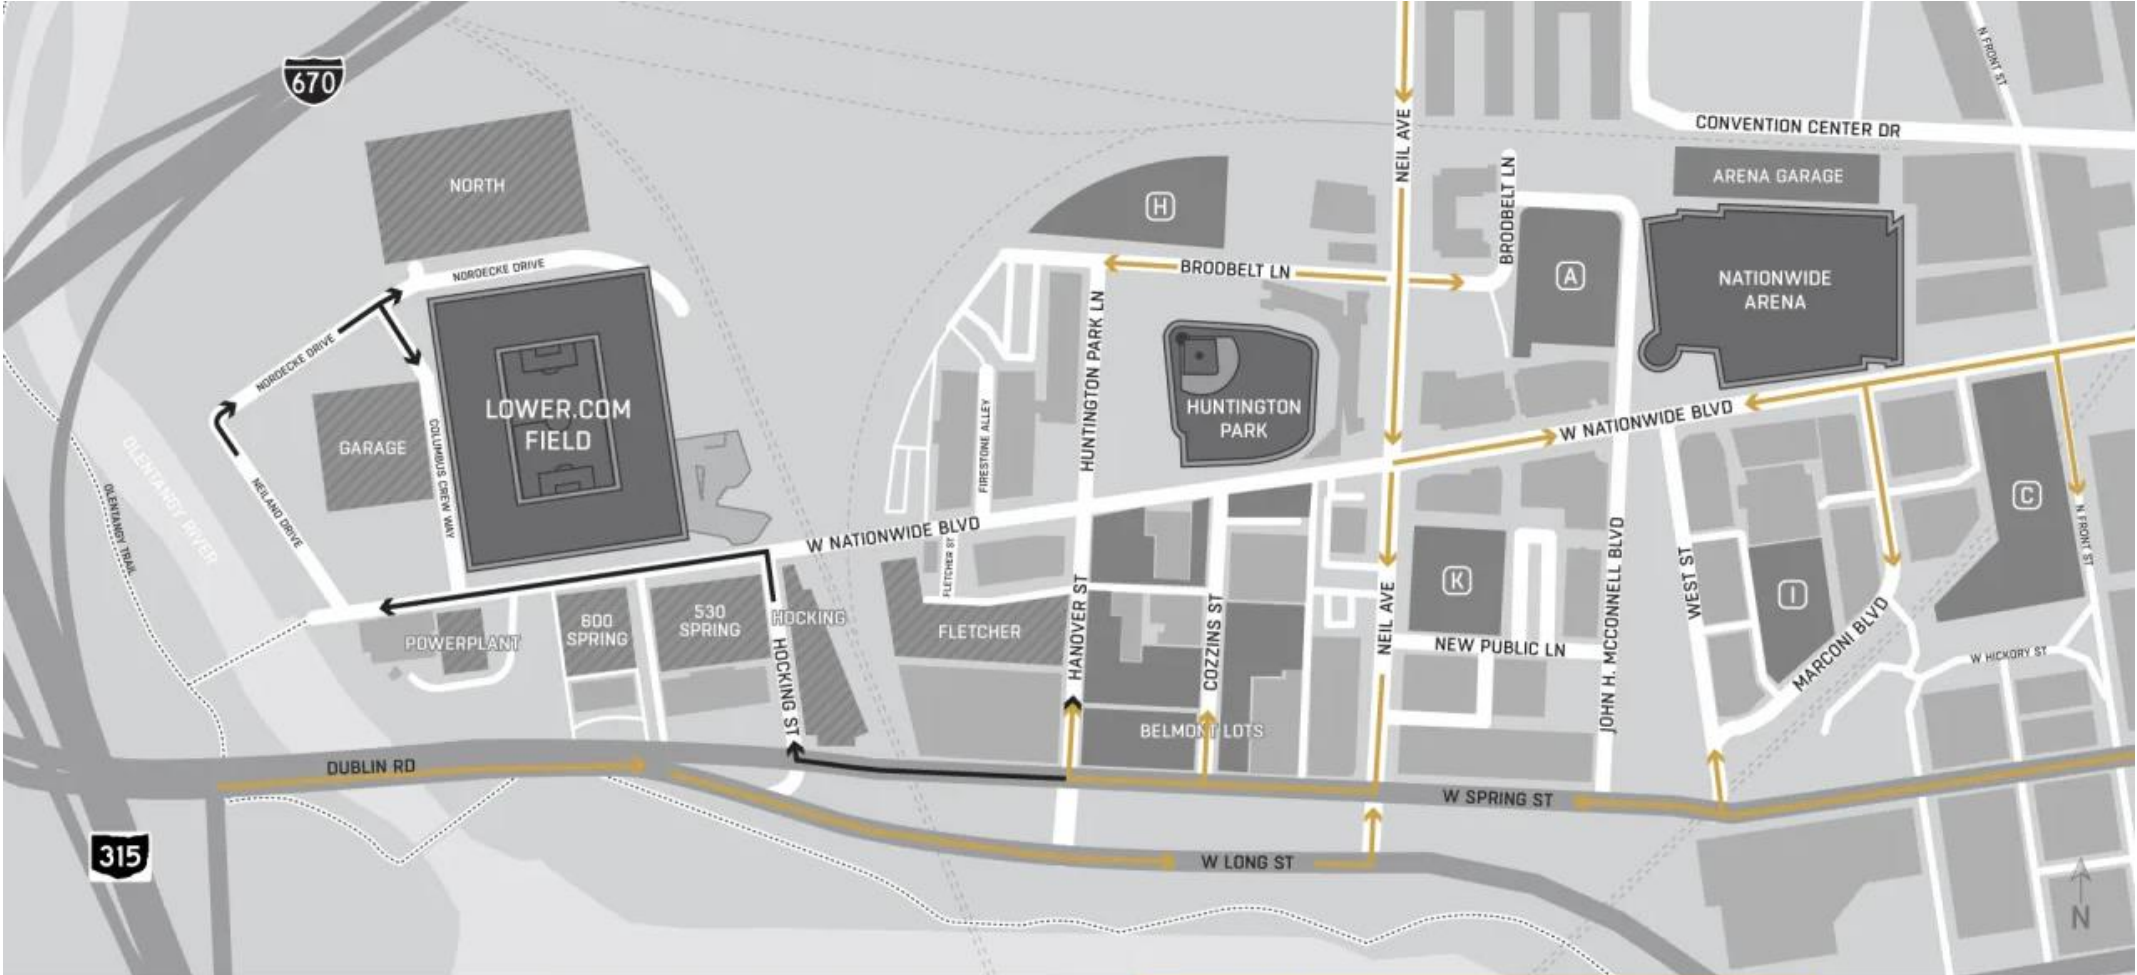 670
NORTH
NORDECKE DRIVE
NORDECKE DRIVE
GARAGE
COLUMBUS CREW WAY
LOWER.COM
FIELD
NEILAND DRIVE
OLENTANGY RIVER
OLENTANGY TRAIL
POWERPLANT
600
SPRING
530
SPRING
HOCKING
HOCKING ST
W NATIONWIDE BLVD
FLETCHER ST
FLETCHER
FIRESTONE ALLEY
HUNTINGTON PARK LN
H
BRODBELT LN
BRODBELT LN
NEIL AVE
HUNTINGTON
PARK
A
CONVENTION CENTER DR
N FRONT ST
ARENA GARAGE
NATIONWIDE
ARENA
W NATIONWIDE BLVD
HANOVER ST
COZZINS ST
BELMONT LOTS
NEIL AVE
K
NEW PUBLIC LN
JOHN H. MCCONNELL BLVD
WEST ST
I
MARCONI BLVD
C
N FRONT ST
W HICKORY ST
DUBLIN RD
W SPRING ST
W LONG ST
315
N